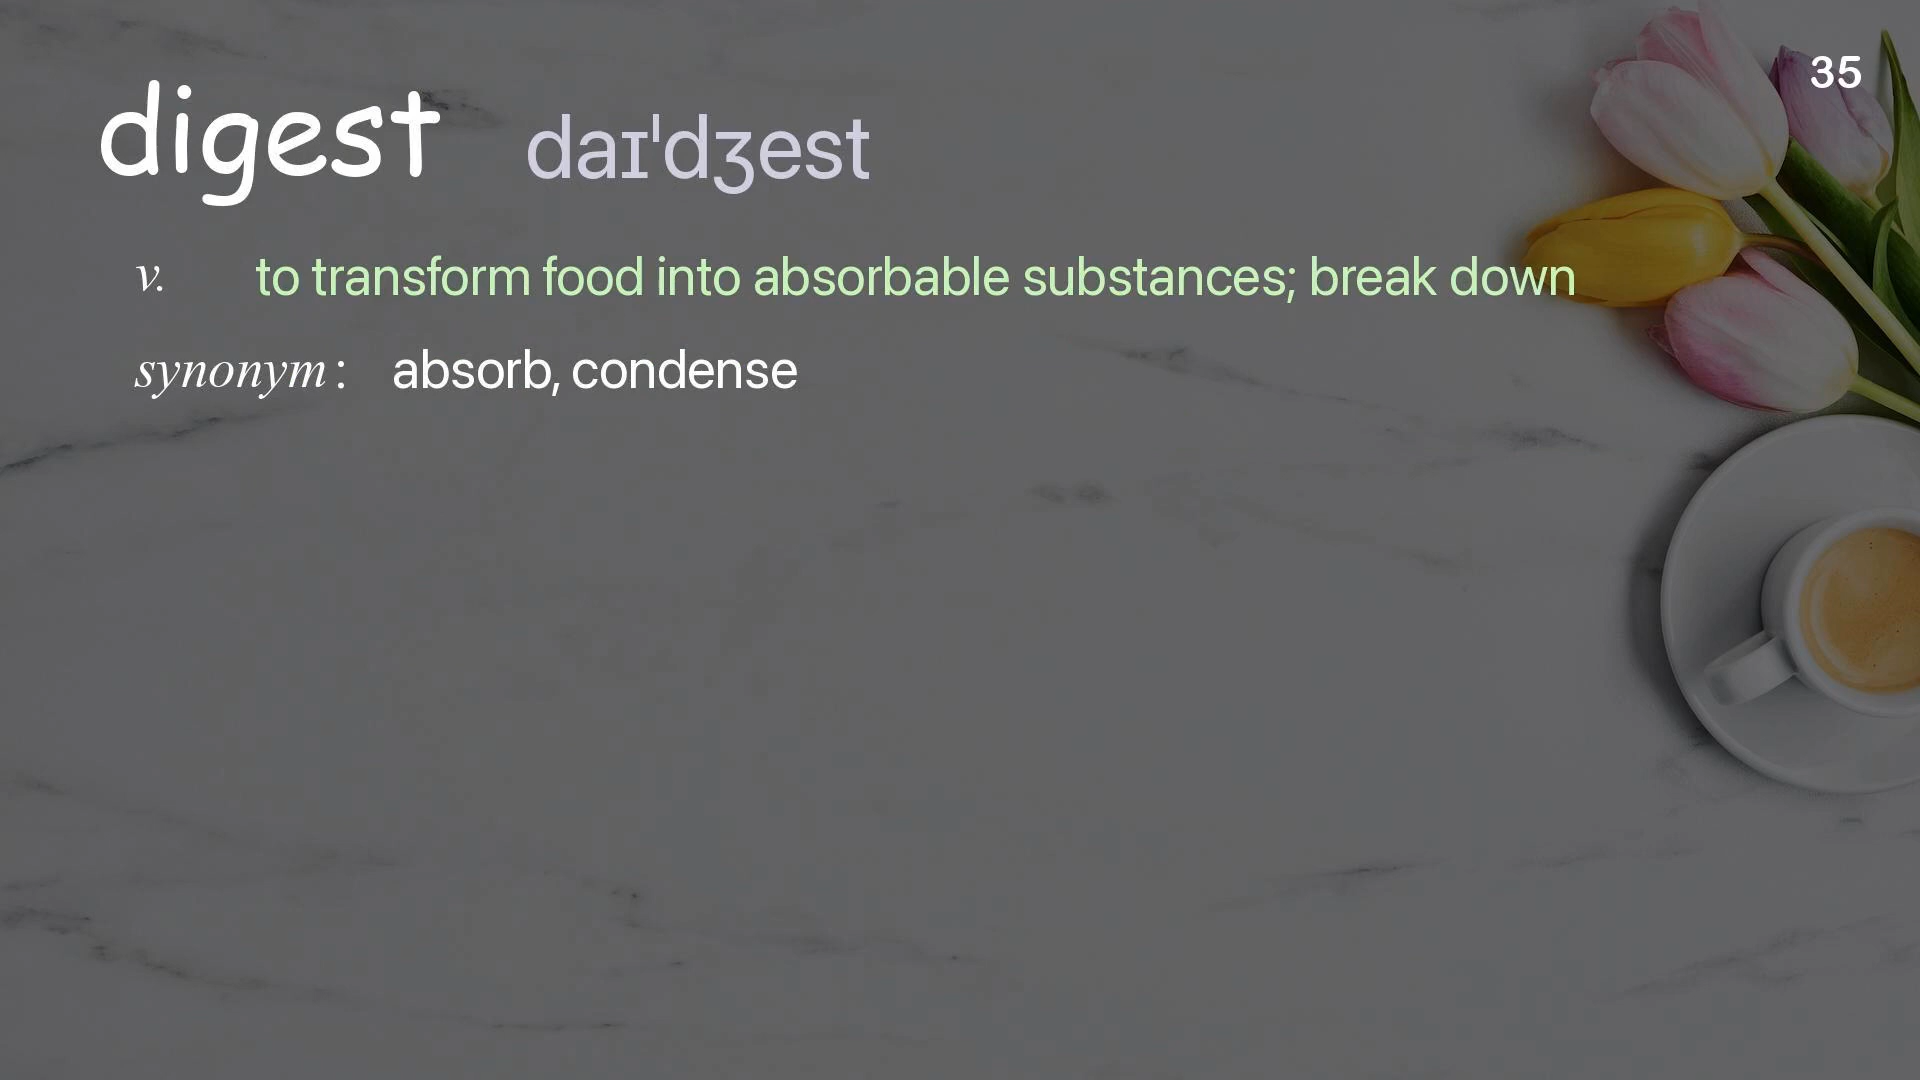 35
digest daɪˈdʒest
v. to transform food into absorbable substances; break down
synonym: absorb, condense